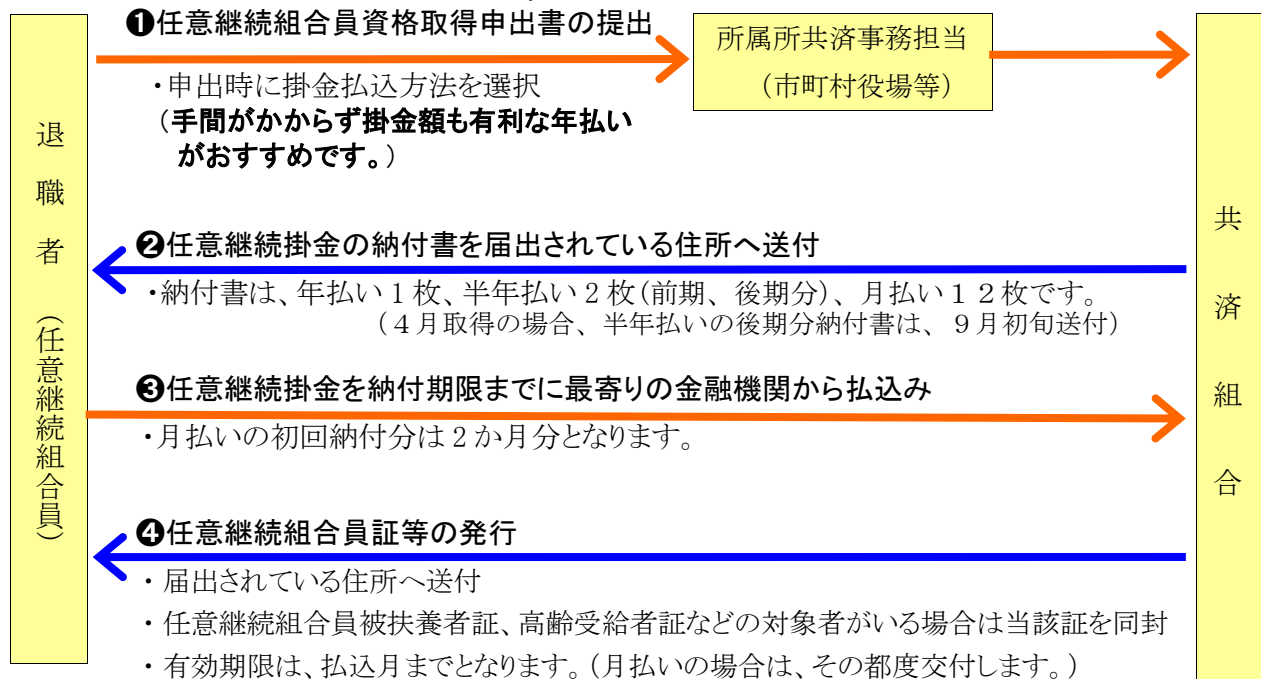 ❶任意継続組合員資格取得申出書の提出
所属所共済事務担当
（市町村役場等）
・申出時に掛金払込方法を選択
（手間がかからず掛金額も有利な年払い
がおすすめです。）
退職者（任意継続組合員）
共済組合
❷任意継続掛金の納付書を届出されている住所へ送付
・納付書は、年払い１枚、半年払い２枚（前期、後期分）、月払い１２枚です。
（４月取得の場合、半年払いの後期分納付書は、９月初旬送付）
❸任意継続掛金を納付期限までに最寄りの金融機関から払込み
・月払いの初回納付分は２か月分となります。
❹任意継続組合員証等の発行
・届出されている住所へ送付
・任意継続組合員被扶養者証、高齢受給者証などの対象者がいる場合は当該証を同封
・有効期限は、払込月までとなります。（月払いの場合は、その都度交付します。）